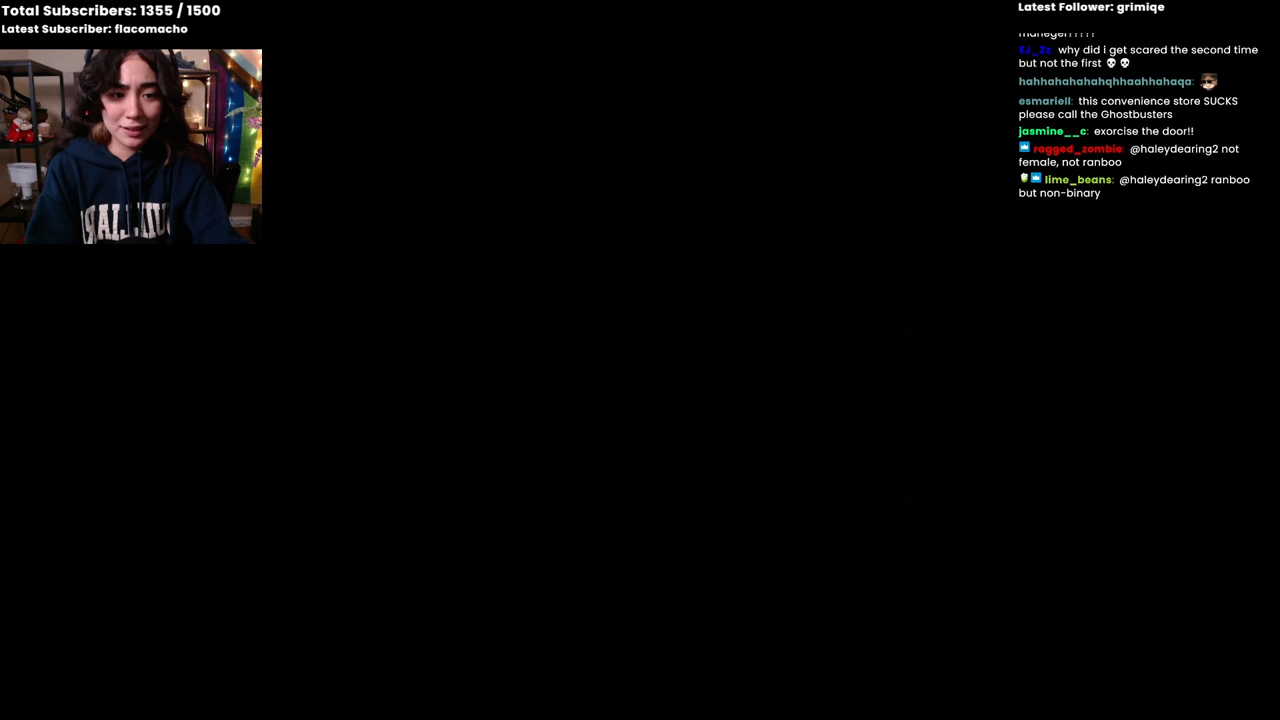 Total Subscribers: 1355 / 1500
Latest Subscriber: flacomacho
Latest Follower: grimiqe
EJ_Zz: why did i get scared the second time
but not the first 💀💀
hahhahahahahqhhaahhahaqa:
esmariell: this convenience store SUCKS
please call the Ghostbusters
jasmine__c: exorcise the door!!
ragged_zombie: @haleydearing2 not
female, not ranboo
lime_beans: @haleydearing2 ranboo
but non-binary